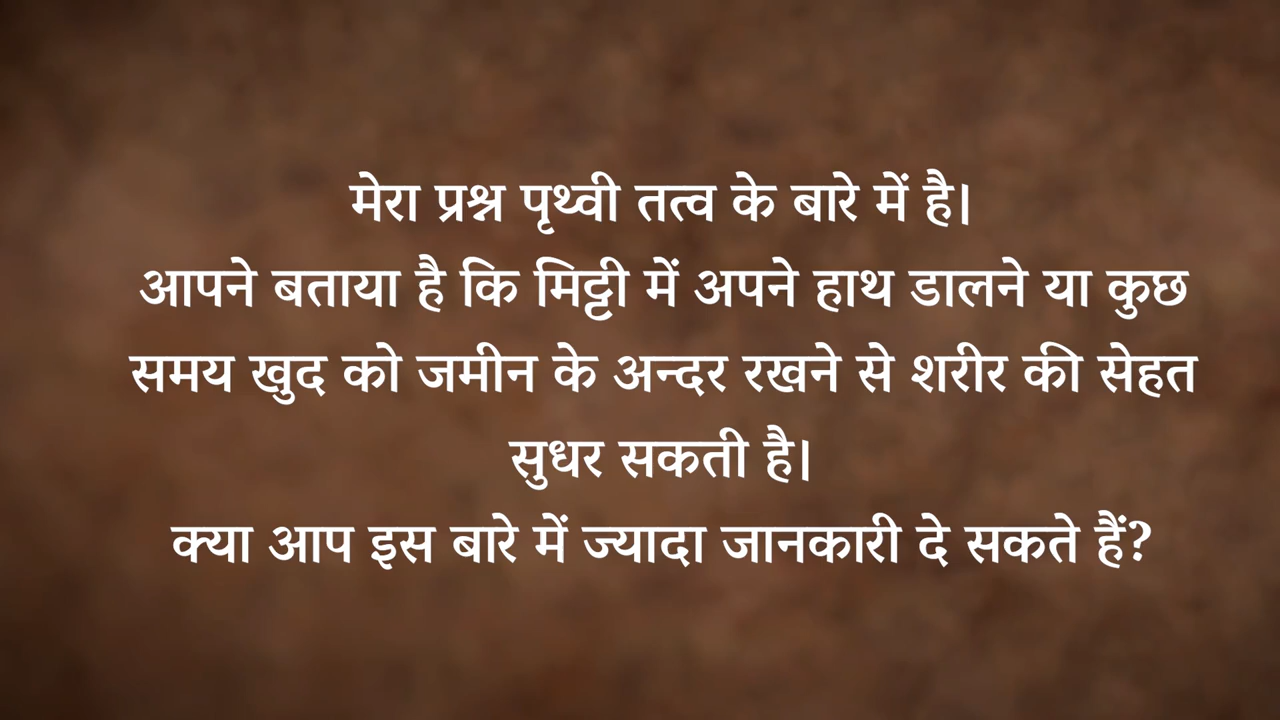 मेरा प्रश्न पृथ्वी तत्व के बारे में है।
आपने बताया है कि मिट्टी में अपने हाथ डालने या कुछ
समय खुद को जमीन के अन्दर रखने से शरीर की सेहत
सुधर सकती है।
क्या आप इस बारे में ज्यादा जानकारी दे सकते हैं?